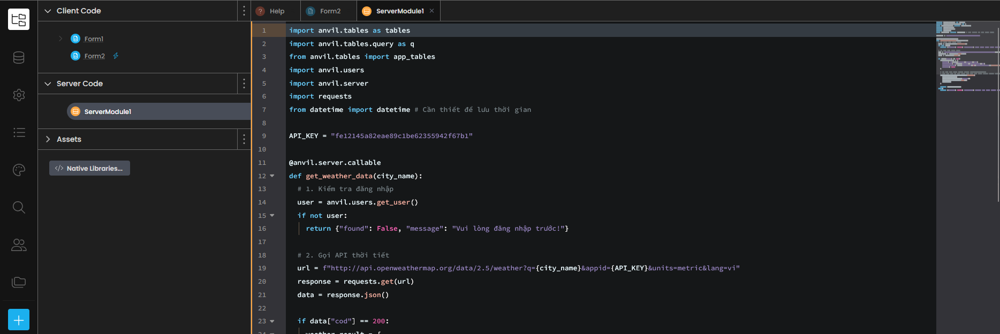 Client Code
Form1
Form2
Server Code
ServerModule1
Assets
</> Native Libraries...
? Help
Form2
ServerModule1 ×
1 import anvil.tables as tables
2 import anvil.tables.query as q
3 from anvil.tables import app_tables
4 import anvil.users
5 import anvil.server
6 import requests
7 from datetime import datetime # Cần thiết để lưu thời gian
8
9 API_KEY = "fe12145a82eae89c1be62355942f67b1"
10
11 @anvil.server.callable
12 def get_weather_data(city_name):
13 # 1. Kiểm tra đăng nhập
14 user = anvil.users.get_user()
15 if not user:
16 return {"found": False, "message": "Vui lòng đăng nhập trước!"}
17
18 # 2. Gọi API thời tiết
19 url = f"http://api.openweathermap.org/data/2.5/weather?q={city_name}&appid={API_KEY}&units=metric&lang=vi"
20 response = requests.get(url)
21 data = response.json()
22
23 if data["cod"] == 200:
24 weather_result = {